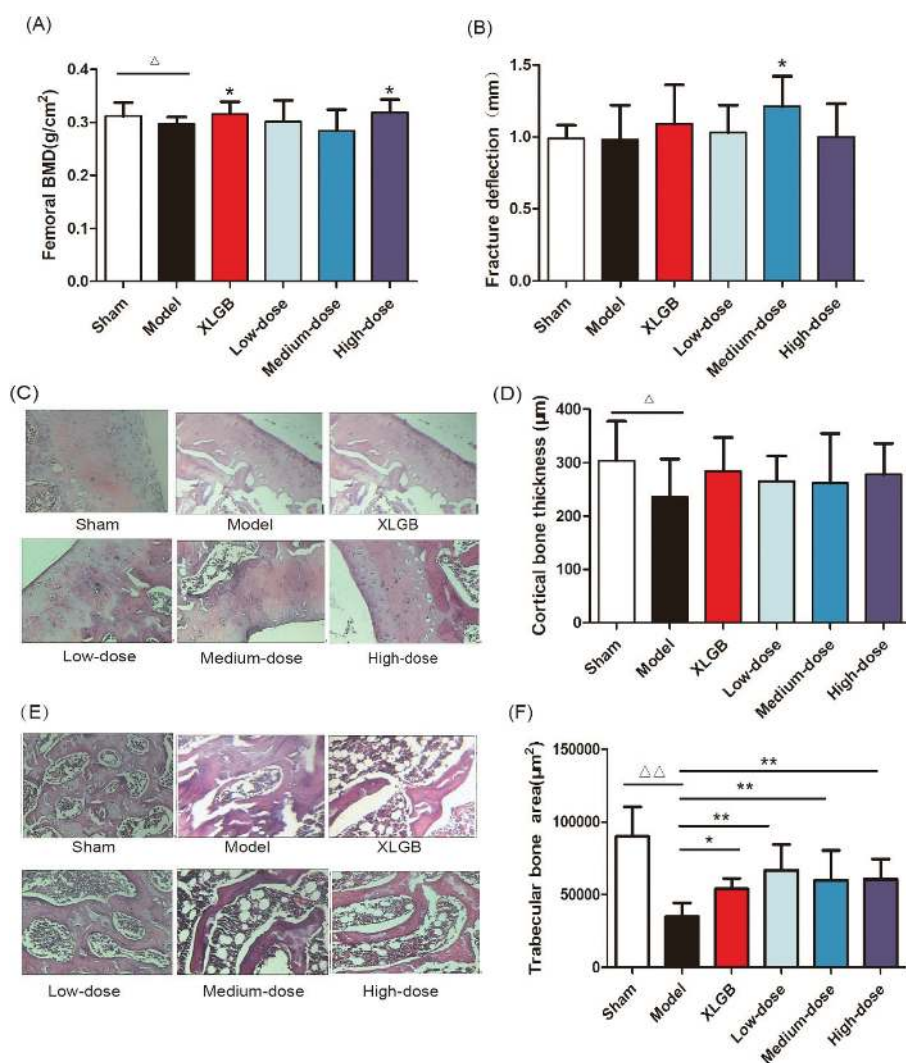 (A)
△
*
*
Femoral BMD(g/cm²)
0.4
0.3
0.2
0.1
0.0
Sham
Model
XLGB
Low-dose
Medium-dose
High-dose
(B)
*
Fracture deflection（mm）
1.5
1.0
0.5
0.0
Sham
Model
XLGB
Low-dose
Medium-dose
High-dose
(C)
Sham Model XLGB
Low-dose Medium-dose High-dose
(D)
△
Cortical bone thickness (µm)
400
300
200
100
0
Sham
Model
XLGB
Low-dose
Medium-dose
High-dose
（E）
Sham Model XLGB
Low-dose Medium-dose High-dose
(F)
△△
**
**
**
*
Trabecular bone area(µm²)
150000
100000
50000
0
Sham
Model
XLGB
Low-dose
Medium-dose
High-dose